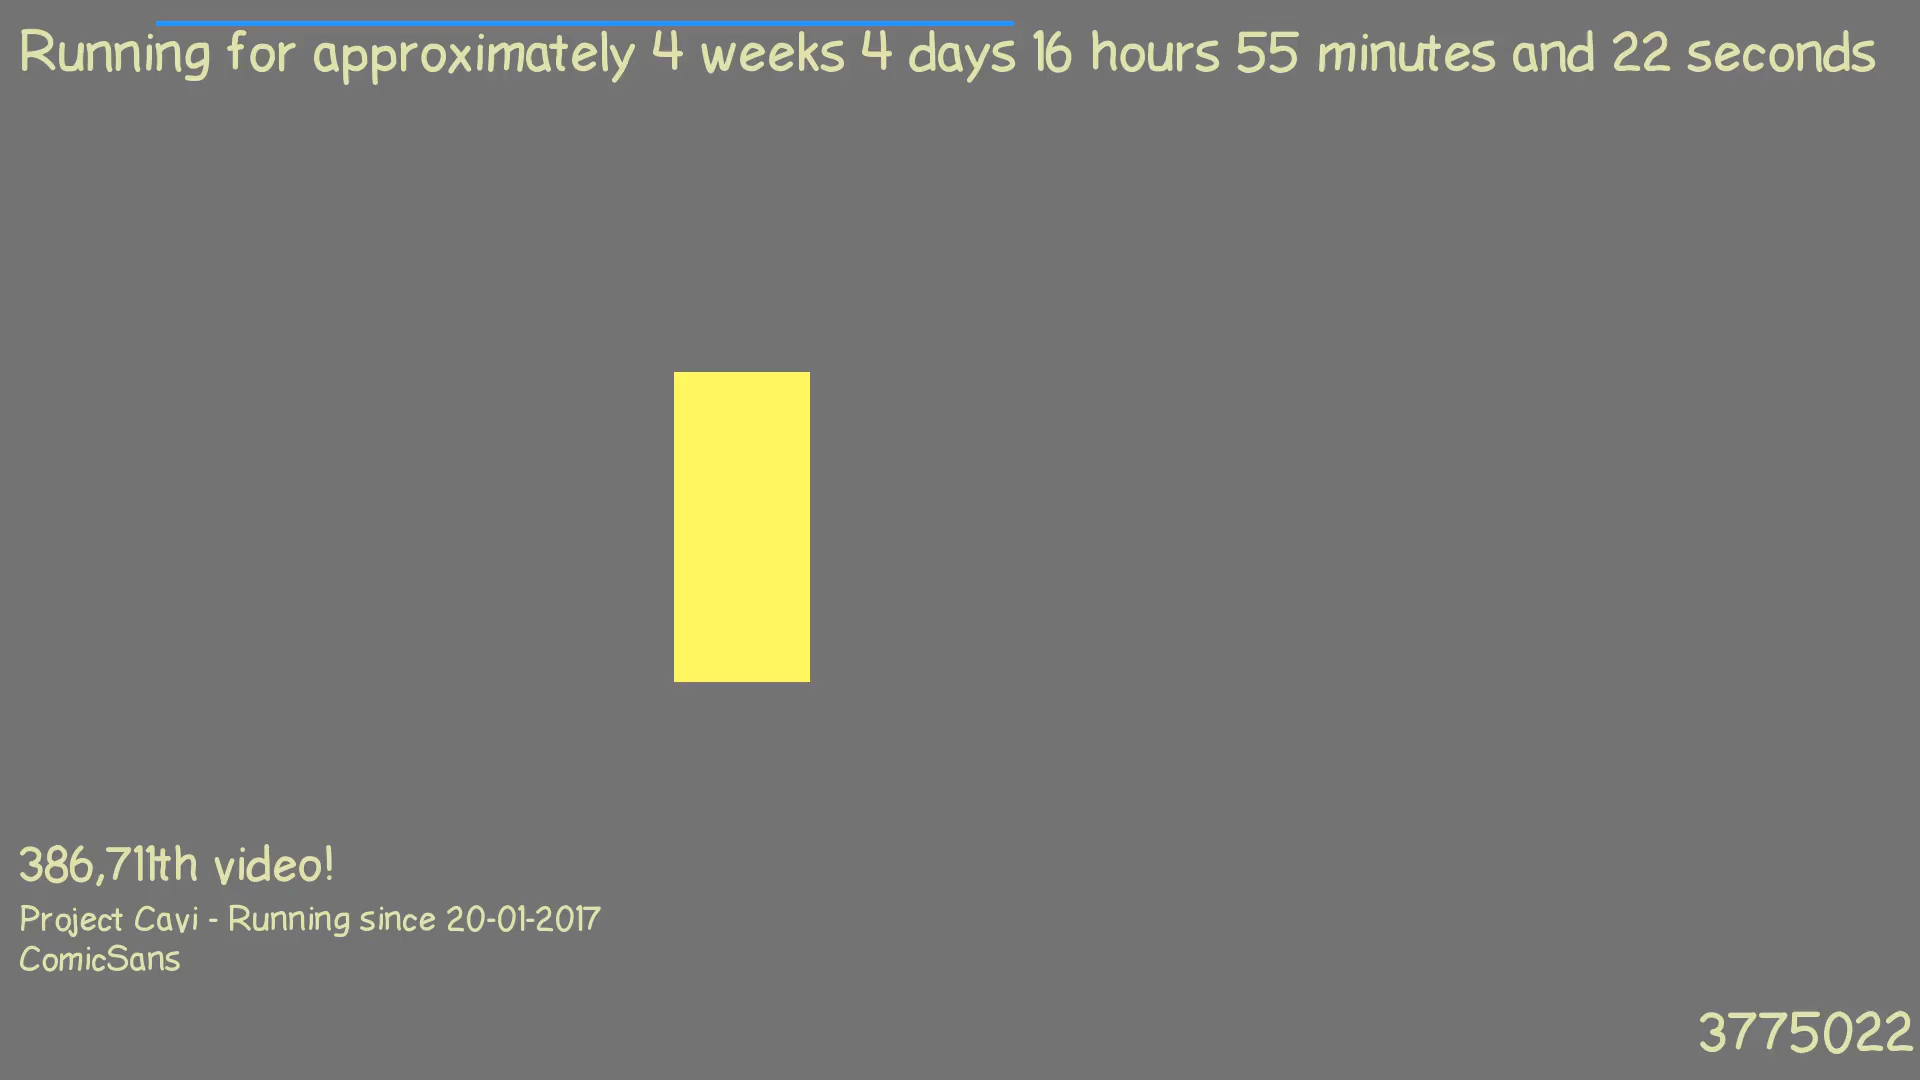 Running for approximately 4 weeks 4 days 16 hours 55 minutes and 22 seconds
386,711th video!
Project Cavi - Running since 20-01-2017
ComicSans
3775022